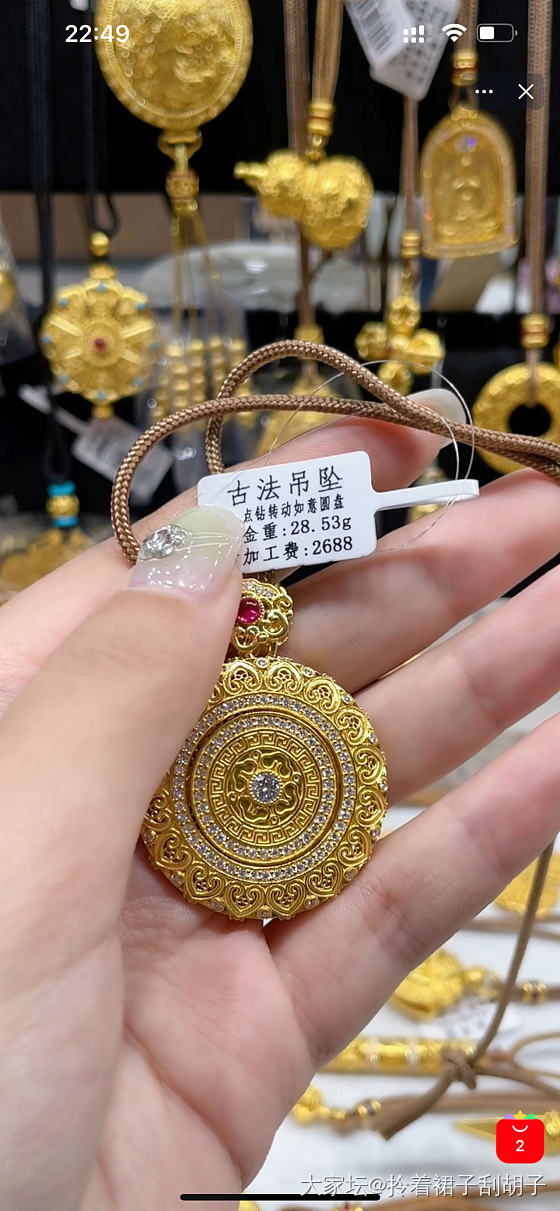 22:49
古法吊坠
点钻转动如意圆盘
金重:28.53g
加工费:2688
2
大家坛@拎着裙子刮胡子